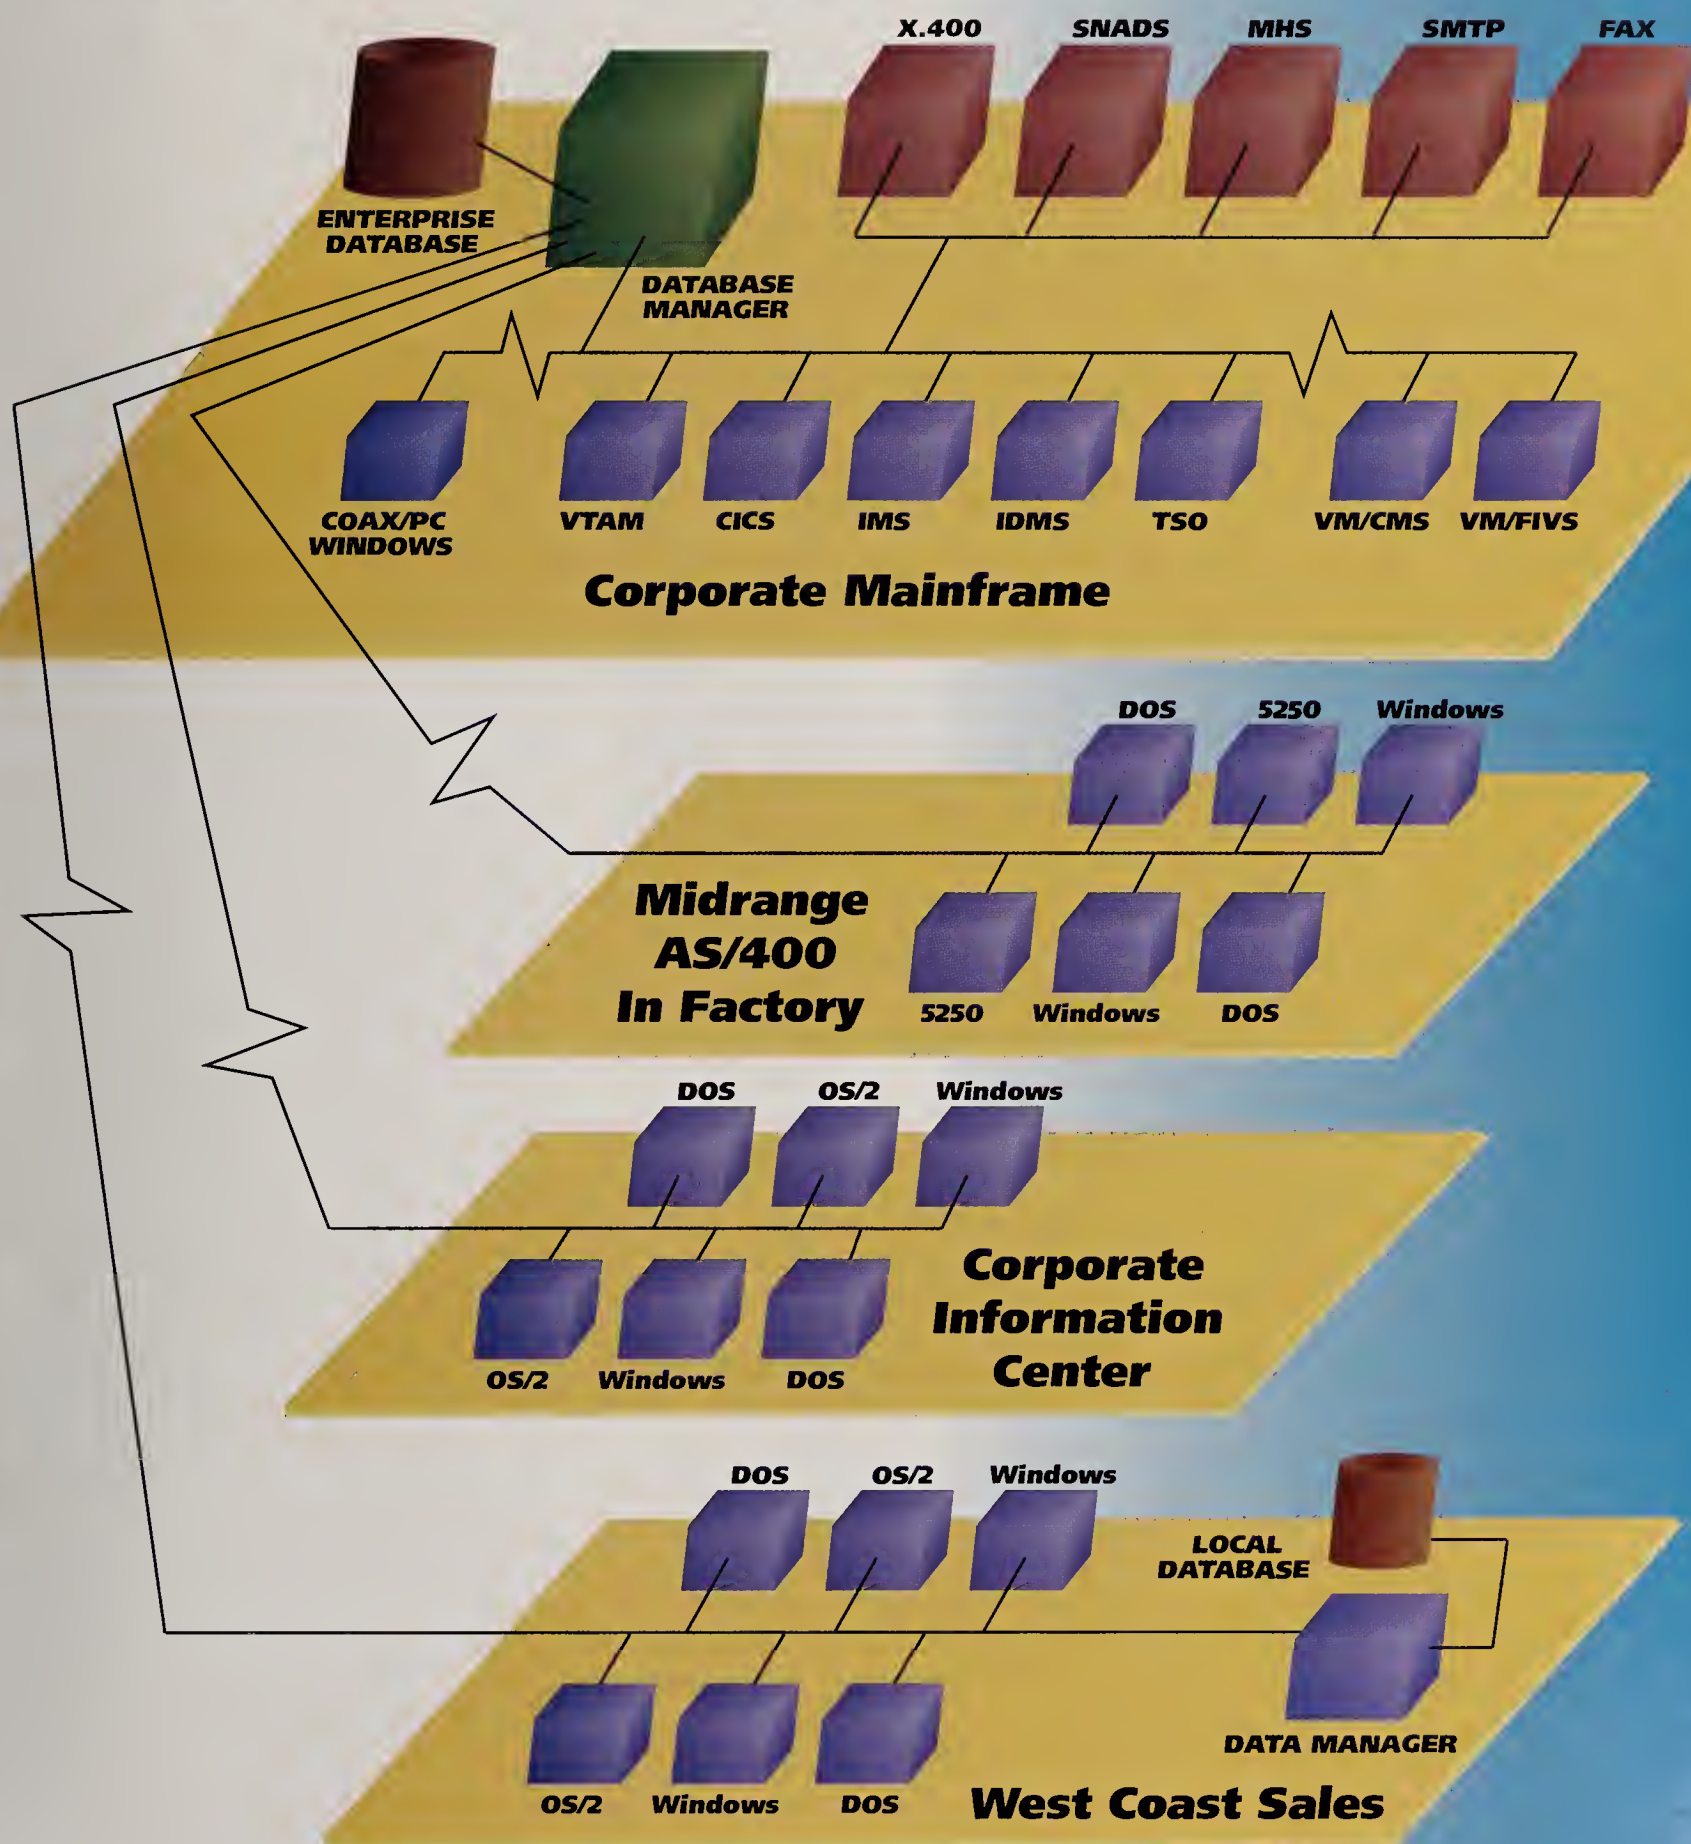 X.400 SNADS MHS SMTP FAX
ENTERPRISE
DATABASE
DATABASE
MANAGER
COAX/PC
WINDOWS
VTAM CICS IMS IDMS TSO VM/CMS VM/FIVS
Corporate Mainframe
DOS 5250 Windows
Midrange
AS/400
In Factory
5250 Windows DOS
DOS OS/2 Windows
Corporate
Information
Center
OS/2 Windows DOS
DOS OS/2 Windows
LOCAL
DATABASE
DATA MANAGER
OS/2 Windows DOS
West Coast Sales